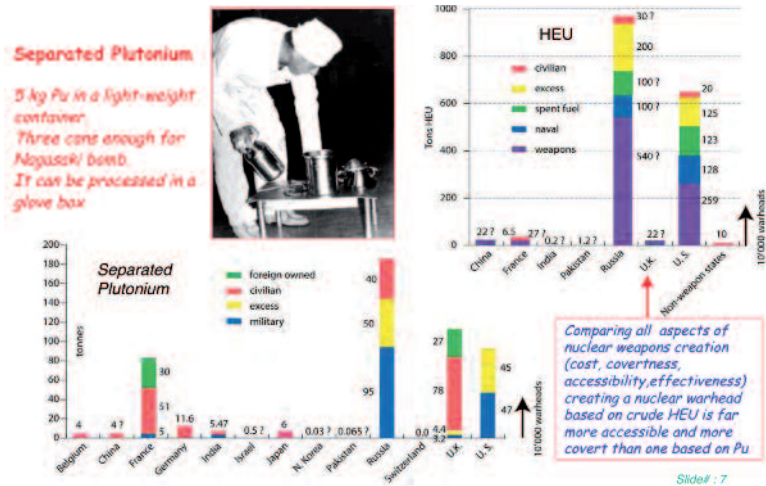 Separated Plutonium
5 kg Pu in a light-weight
container.
Three cans enough for
Nagasaki bomb.
It can be processed in a
glove box
HEU
Tons HEU
1000
800
600
400
200
0
civilian
excess
spent fuel
naval
weapons
30 ?
200
100 ?
100 ?
540 ?
20
125
123
128
259
22 ?
6.5
27 ?
0.2 ?
1.2 ?
22 ?
10
China
France
India
Pakistan
Russia
U.K.
U.S.
Non-weapon states
10'000 warheads
Separated
Plutonium
tonnes
200
180
160
140
120
100
80
60
40
20
0
foreign owned
civilian
excess
military
4
4 ?
30
51
5
11.6
5.47
0.5 ?
6
0.03 ?
0.065 ?
40
50
95
0.0
27
78
4.4
3.2
45
47
Belgium
China
France
Germany
India
Israel
Japan
N. Korea
Pakistan
Russia
Switzerland
U.K.
U.S.
10'000 warheads
Comparing all aspects of
nuclear weapons creation
(cost, covertness,
accessibility,effectiveness)
creating a nuclear warhead
based on crude HEU is far
more accessible and more
covert than one based on Pu
Slide# : 7